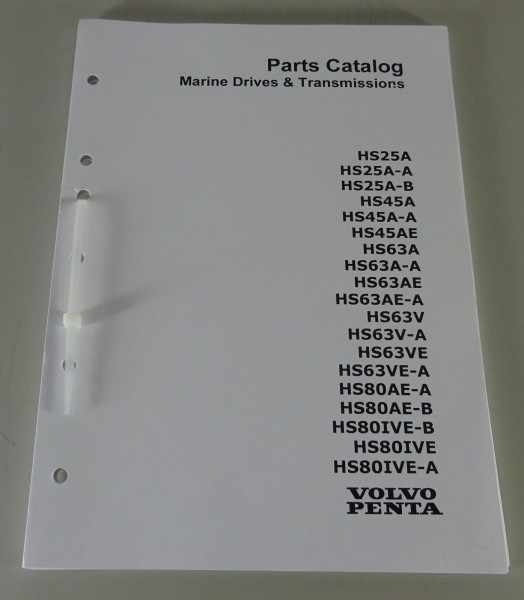 Parts Catalog
Marine Drives & Transmissions
HS25A
HS25A-A
HS25A-B
HS45A
HS45A-A
HS45AE
HS63A
HS63A-A
HS63AE
HS63AE-A
HS63V
HS63V-A
HS63VE
HS63VE-A
HS80AE-A
HS80AE-B
HS80IVE-B
HS80IVE
HS80IVE-A
VOLVO
PENTA